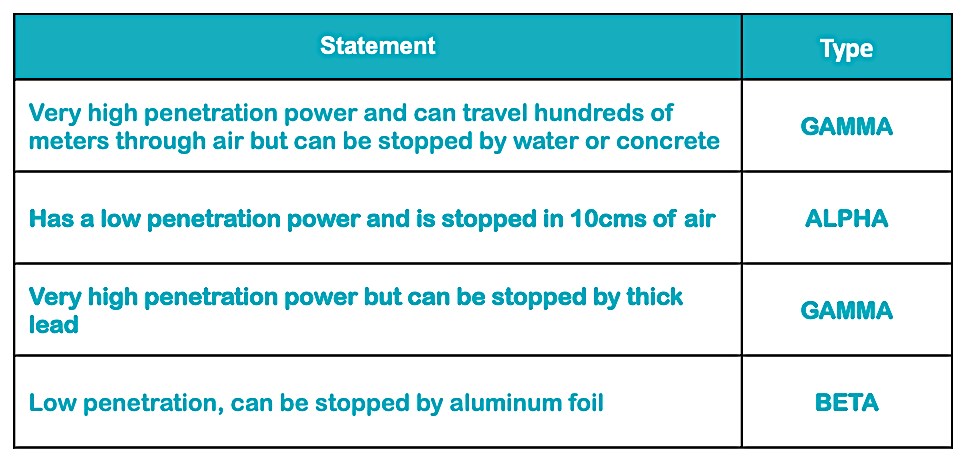 Statement
Type
Very high penetration power and can travel hundreds of
meters through air but can be stopped by water or concrete
GAMMA
Has a low penetration power and is stopped in 10cms of air
ALPHA
Very high penetration power but can be stopped by thick
lead
GAMMA
Low penetration, can be stopped by aluminum foil
BETA